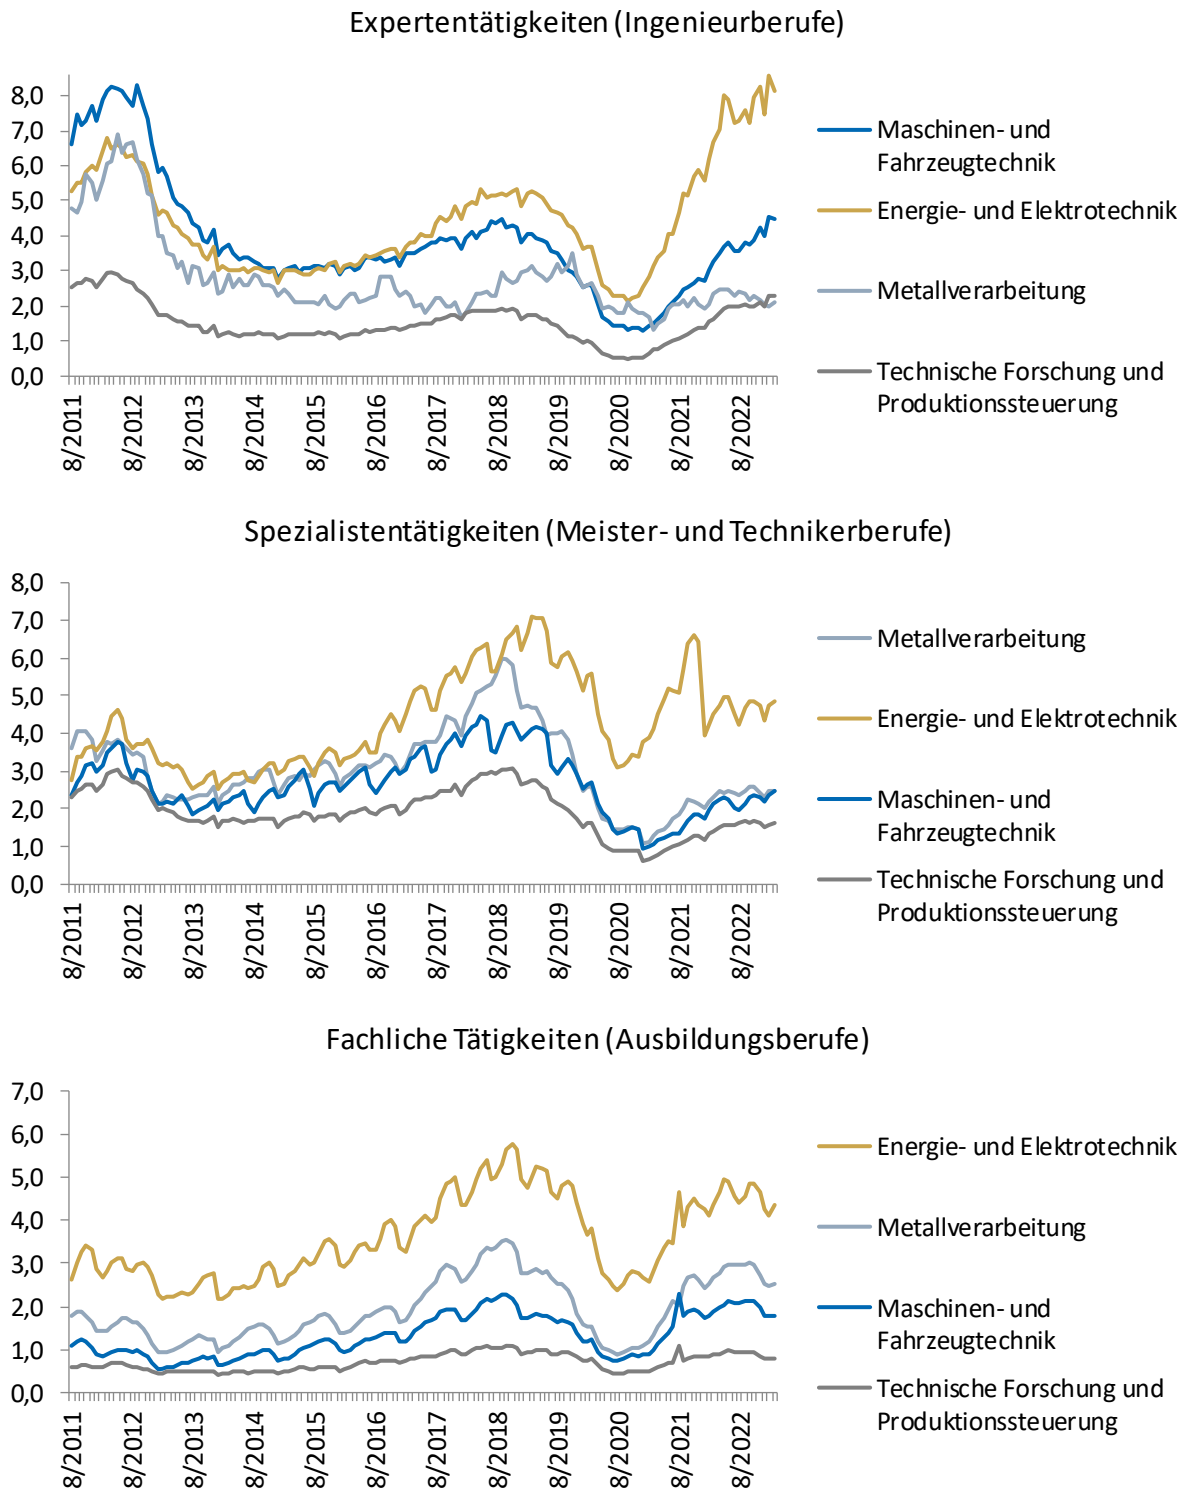 Expertentätigkeiten (Ingenieurberufe)
8,0
7,0
6,0
5,0
4,0
3,0
2,0
1,0
0,0
8/2011
8/2012
8/2013
8/2014
8/2015
8/2016
8/2017
8/2018
8/2019
8/2020
8/2021
8/2022
Maschinen- und
Fahrzeugtechnik
Energie- und Elektrotechnik
Metallverarbeitung
Technische Forschung und
Produktionssteuerung
Spezialistentätigkeiten (Meister- und Technikerberufe)
8,0
7,0
6,0
5,0
4,0
3,0
2,0
1,0
0,0
8/2011
8/2012
8/2013
8/2014
8/2015
8/2016
8/2017
8/2018
8/2019
8/2020
8/2021
8/2022
Metallverarbeitung
Energie- und Elektrotechnik
Maschinen- und
Fahrzeugtechnik
Technische Forschung und
Produktionssteuerung
Fachliche Tätigkeiten (Ausbildungsberufe)
7,0
6,0
5,0
4,0
3,0
2,0
1,0
0,0
8/2011
8/2012
8/2013
8/2014
8/2015
8/2016
8/2017
8/2018
8/2019
8/2020
8/2021
8/2022
Energie- und Elektrotechnik
Metallverarbeitung
Maschinen- und
Fahrzeugtechnik
Technische Forschung und
Produktionssteuerung